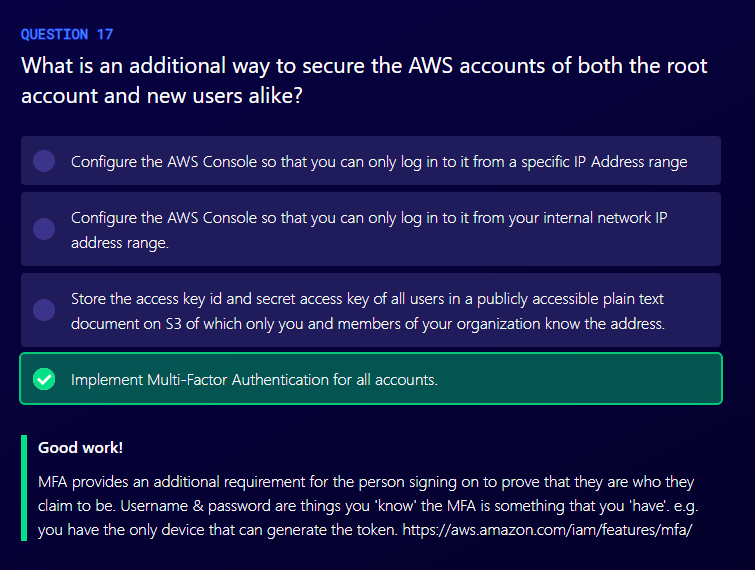 QUESTION 17
What is an additional way to secure the AWS accounts of both the root
account and new users alike?
Configure the AWS Console so that you can only log in to it from a specific IP Address range
Configure the AWS Console so that you can only log in to it from your internal network IP
address range.
Store the access key id and secret access key of all users in a publicly accessible plain text
document on S3 of which only you and members of your organization know the address.
Implement Multi-Factor Authentication for all accounts.
Good work!
MFA provides an additional requirement for the person signing on to prove that they are who they
claim to be. Username & password are things you 'know' the MFA is something that you 'have'. e.g.
you have the only device that can generate the token. https://aws.amazon.com/iam/features/mfa/